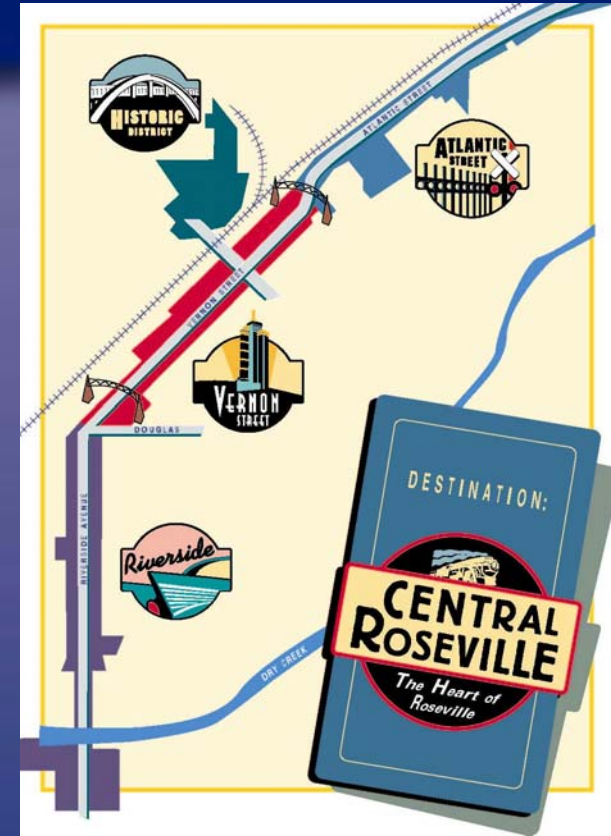 HISTORIC
DISTRICT
ATLANTIC STREET
ATLANTIC
STREET
VERNON STREET
VERNON
STREET
DOUGLAS
RIVERSIDE AVENUE
Riverside
DRY CREEK
DESTINATION:
CENTRAL
ROSEVILLE
The Heart of
Roseville